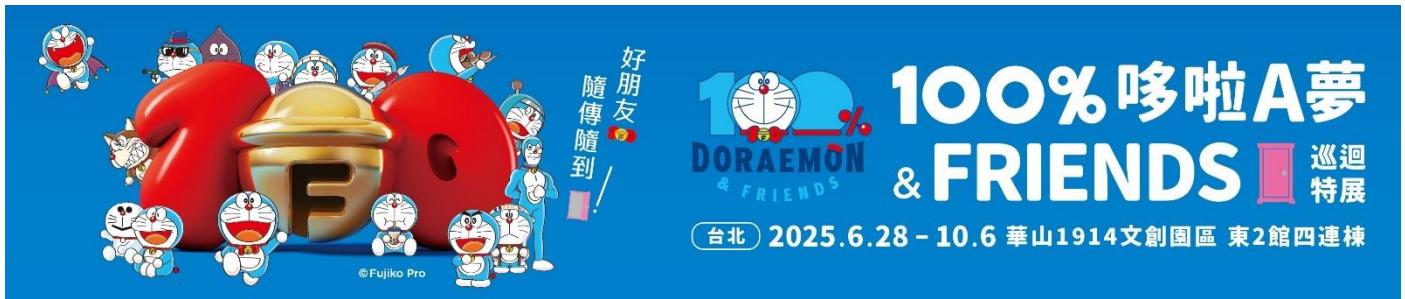 好朋友
隨傳隨到！
F
©Fujiko Pro
100%
DORAEMON
& FRIENDS
100%哆啦A夢
& FRIENDS 巡迴特展
台北 2025.6.28 – 10.6 華山1914文創園區 東2館四連棟